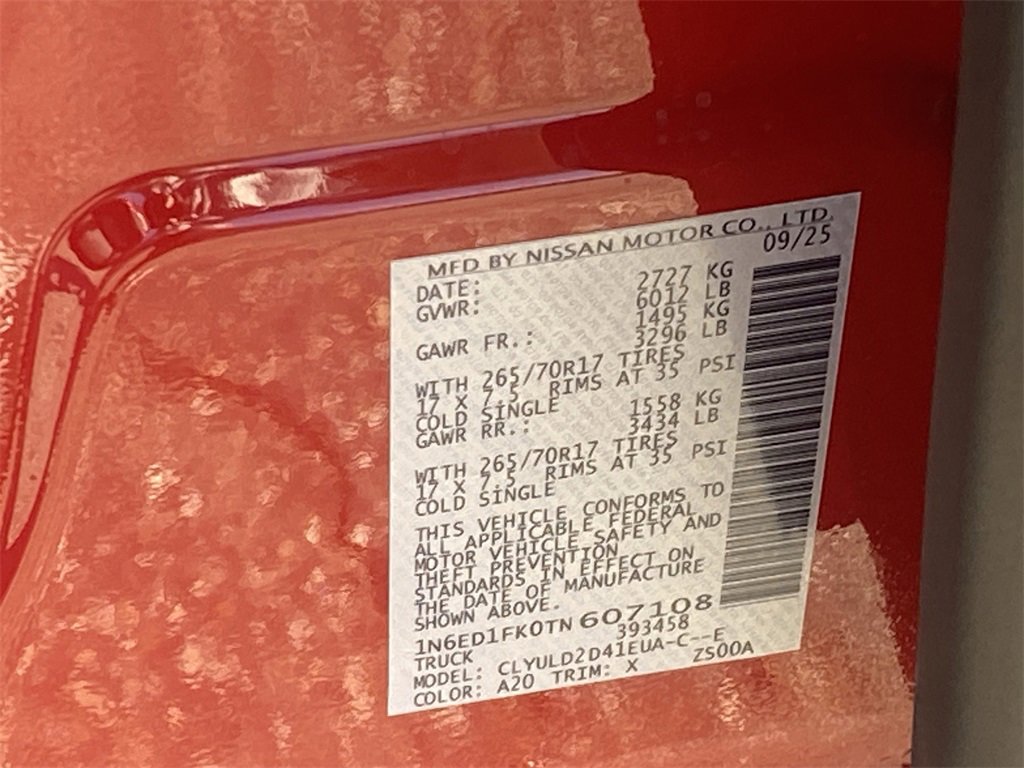 MFD BY NISSAN MOTOR CO., LTD.
DATE: 09/25
GVWR: 2727 KG
6012 LB
GAWR FR.: 1495 KG
3296 LB
WITH 265/70R17 TIRES
17 X 7.5 RIMS AT 35 PSI
COLD SINGLE
GAWR RR.: 1558 KG
3434 LB
WITH 265/70R17 TIRES
17 X 7.5 RIMS AT 35 PSI
COLD SINGLE
THIS VEHICLE CONFORMS TO
ALL APPLICABLE FEDERAL
MOTOR VEHICLE SAFETY AND
THEFT PREVENTION
STANDARDS IN EFFECT ON
THE DATE OF MANUFACTURE
SHOWN ABOVE.
1N6ED1FK0TN 607108
TRUCK 393458
MODEL: CLYULD2D41EUA-C--E
COLOR: A20 TRIM: X ZS00A